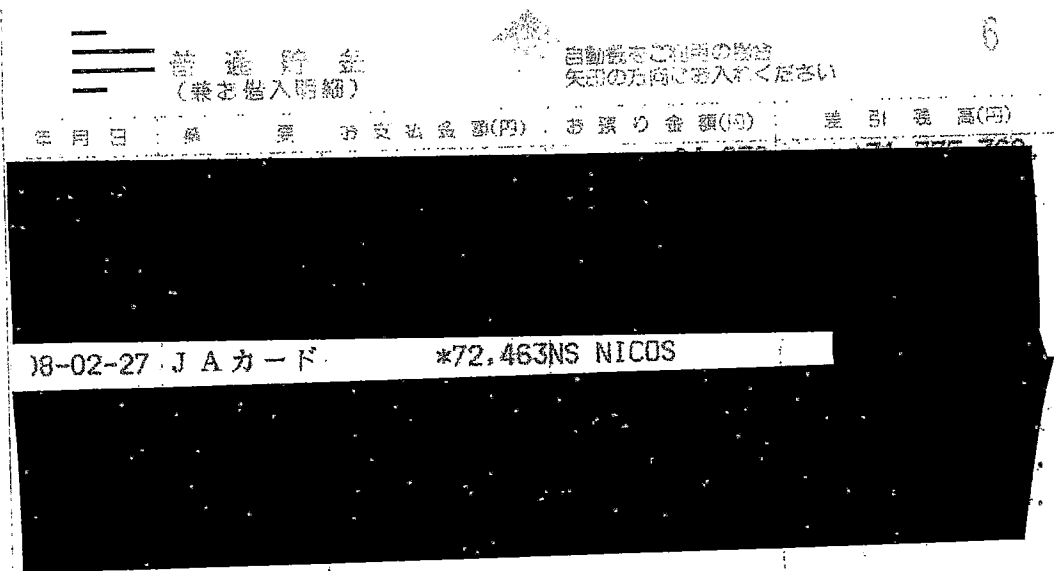 6
普通貯金
(兼お借入明細)
自動機をご利用の場合
矢印の方向にお入れください
年月日 摘要 お支払金額(円) お預り金額(円) 差引残高(円)
)8-02-27 JAカード *72,463NS NICOS